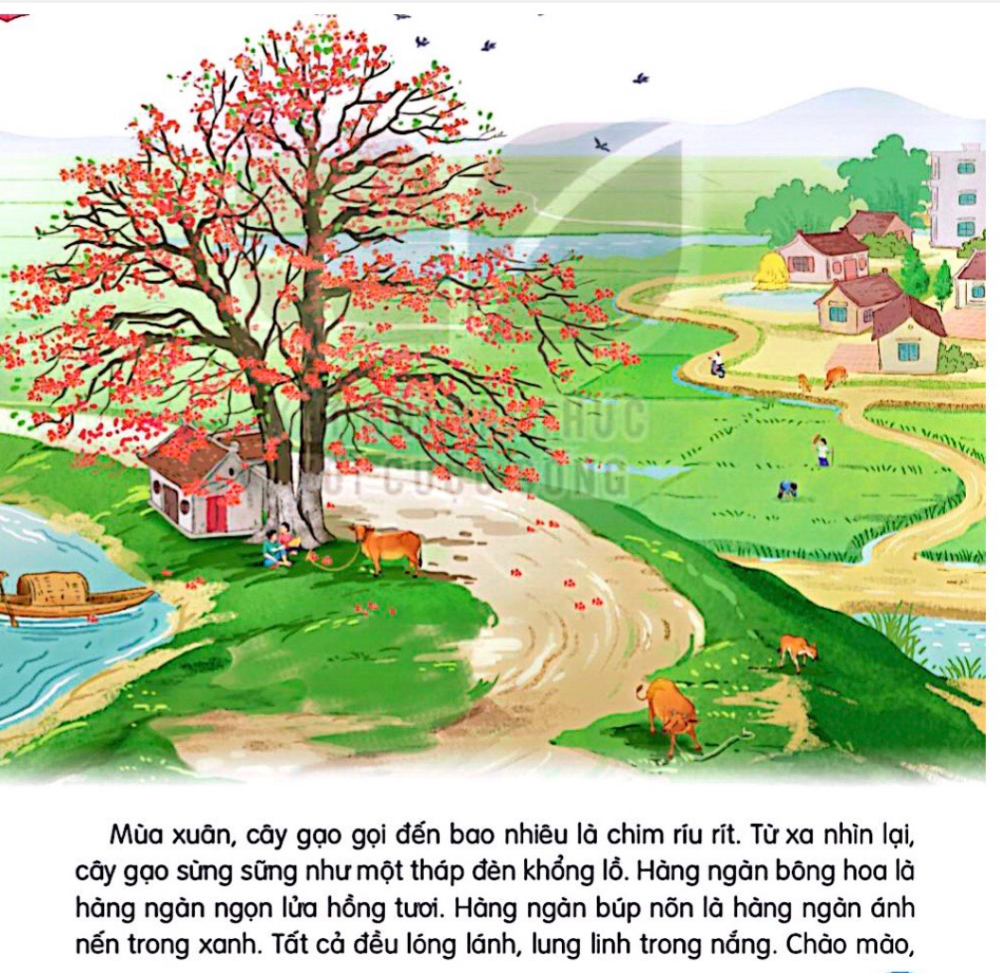 Mùa xuân, cây gạo gọi đến bao nhiêu là chim ríu rít. Từ xa nhìn lại,
cây gạo sừng sững như một tháp đèn khổng lồ. Hàng ngàn bông hoa là
hàng ngàn ngọn lửa hồng tươi. Hàng ngàn búp nõn là hàng ngàn ánh
nến trong xanh. Tất cả đều lóng lánh, lung linh trong nắng. Chào mào,